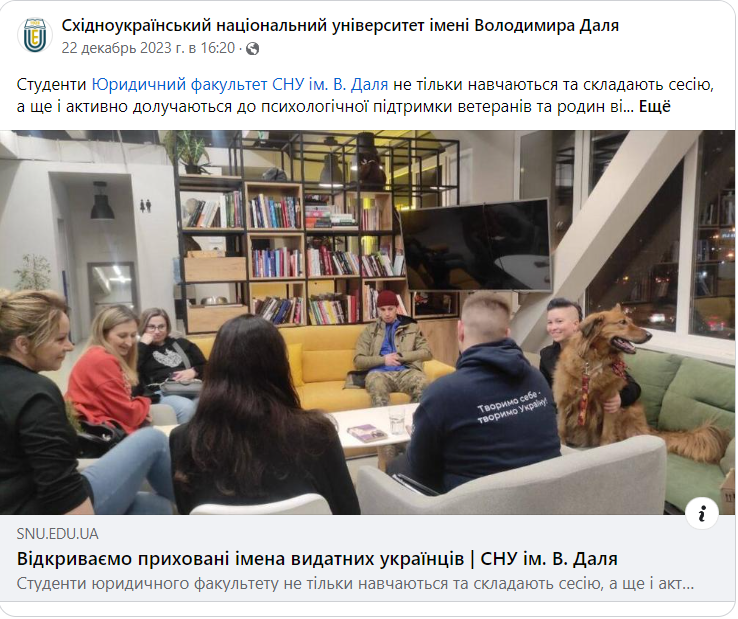 Східноукраїнський національний університет імені Володимира Даля
22 декабрь 2023 г. в 16:20 ·
Студенти Юридичний факультет СНУ ім. В. Даля не тільки навчаються та складають сесію,
а ще і активно долучаються до психологічної підтримки ветеранів та родин ві... Ещё
Творимо себе -
творимо Україну!
SNU.EDU.UA
Відкриваємо приховані імена видатних українців | СНУ ім. В. Даля
Студенти юридичного факультету не тільки навчаються та складають сесію, а ще і акт...